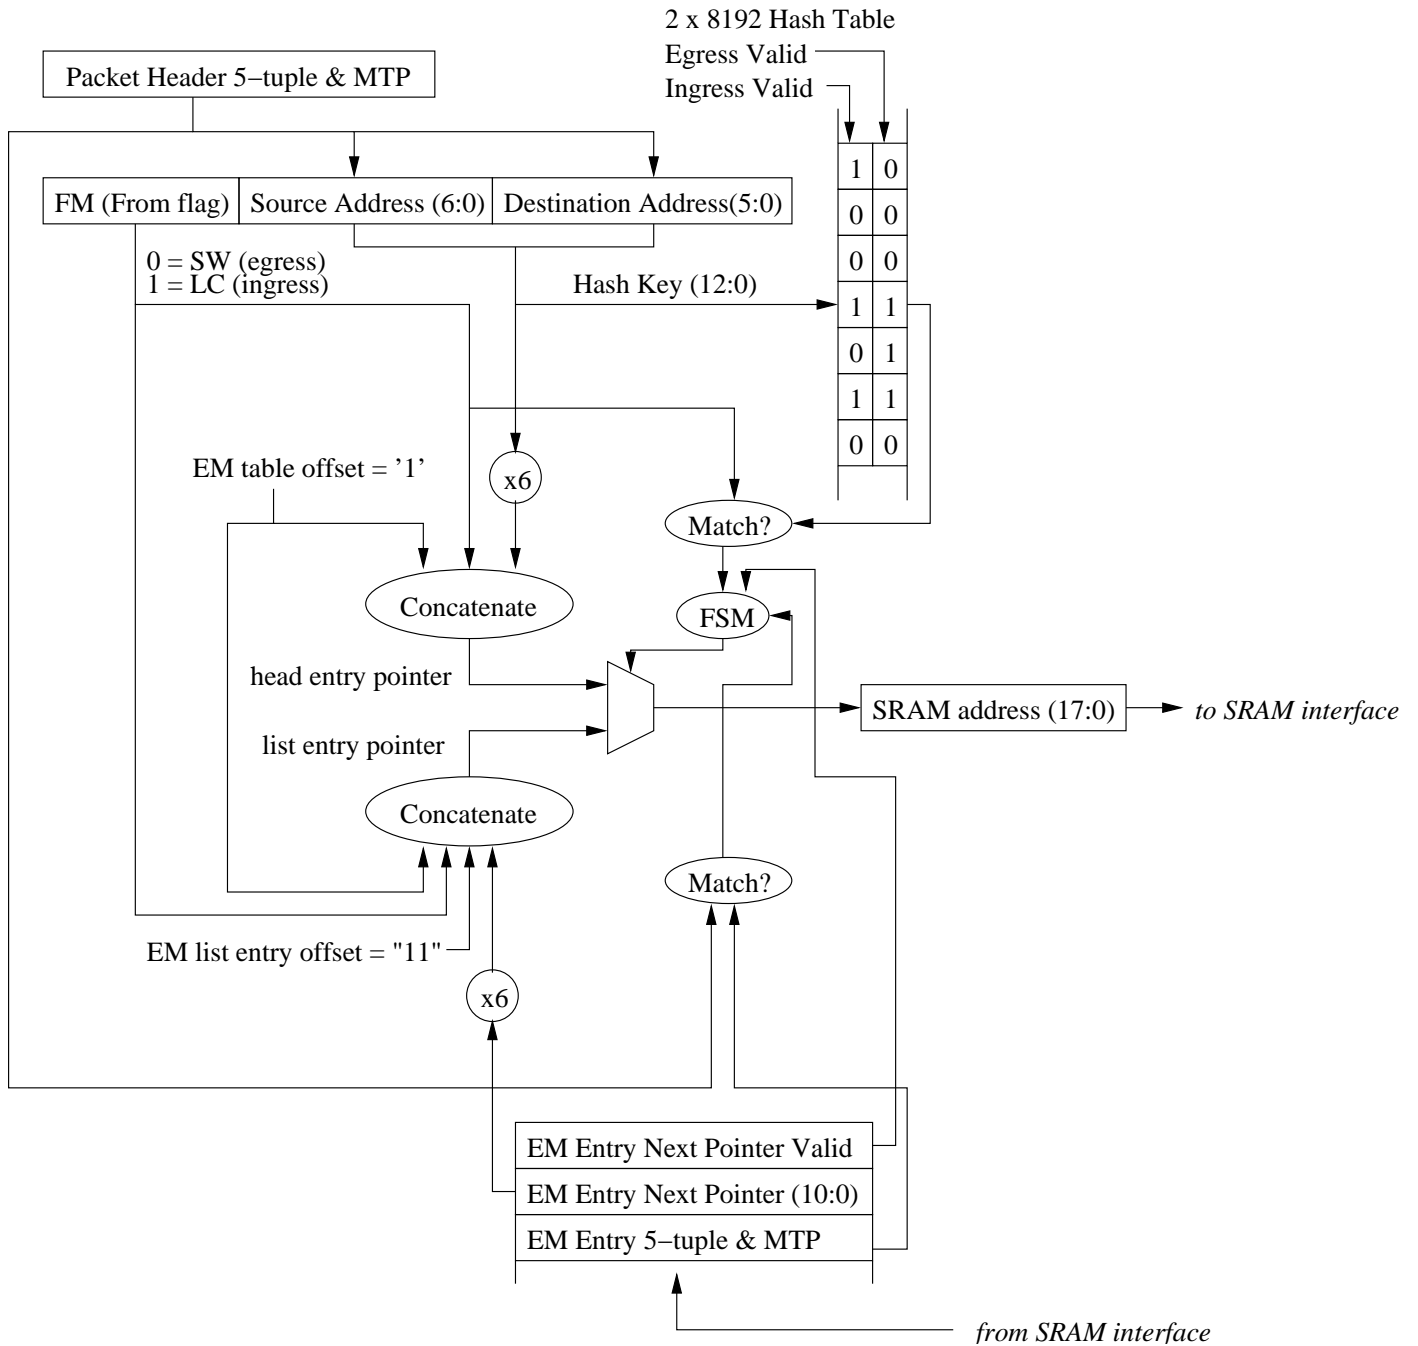 2 x 8192 Hash Table
Egress Valid
Ingress Valid
Packet Header 5−tuple & MTP
FM (From flag)
Source Address (6:0)
Destination Address(5:0)
0 = SW (egress)
1 = LC (ingress)
Hash Key (12:0)
1 0
0 0
0 0
1 1
0 1
1 1
0 0
EM table offset = ’1’
x6
Match?
Concatenate
FSM
head entry pointer
SRAM address (17:0)
to SRAM interface
list entry pointer
Concatenate
Match?
EM list entry offset = "11"
x6
EM Entry Next Pointer Valid
EM Entry Next Pointer (10:0)
EM Entry 5−tuple & MTP
from SRAM interface